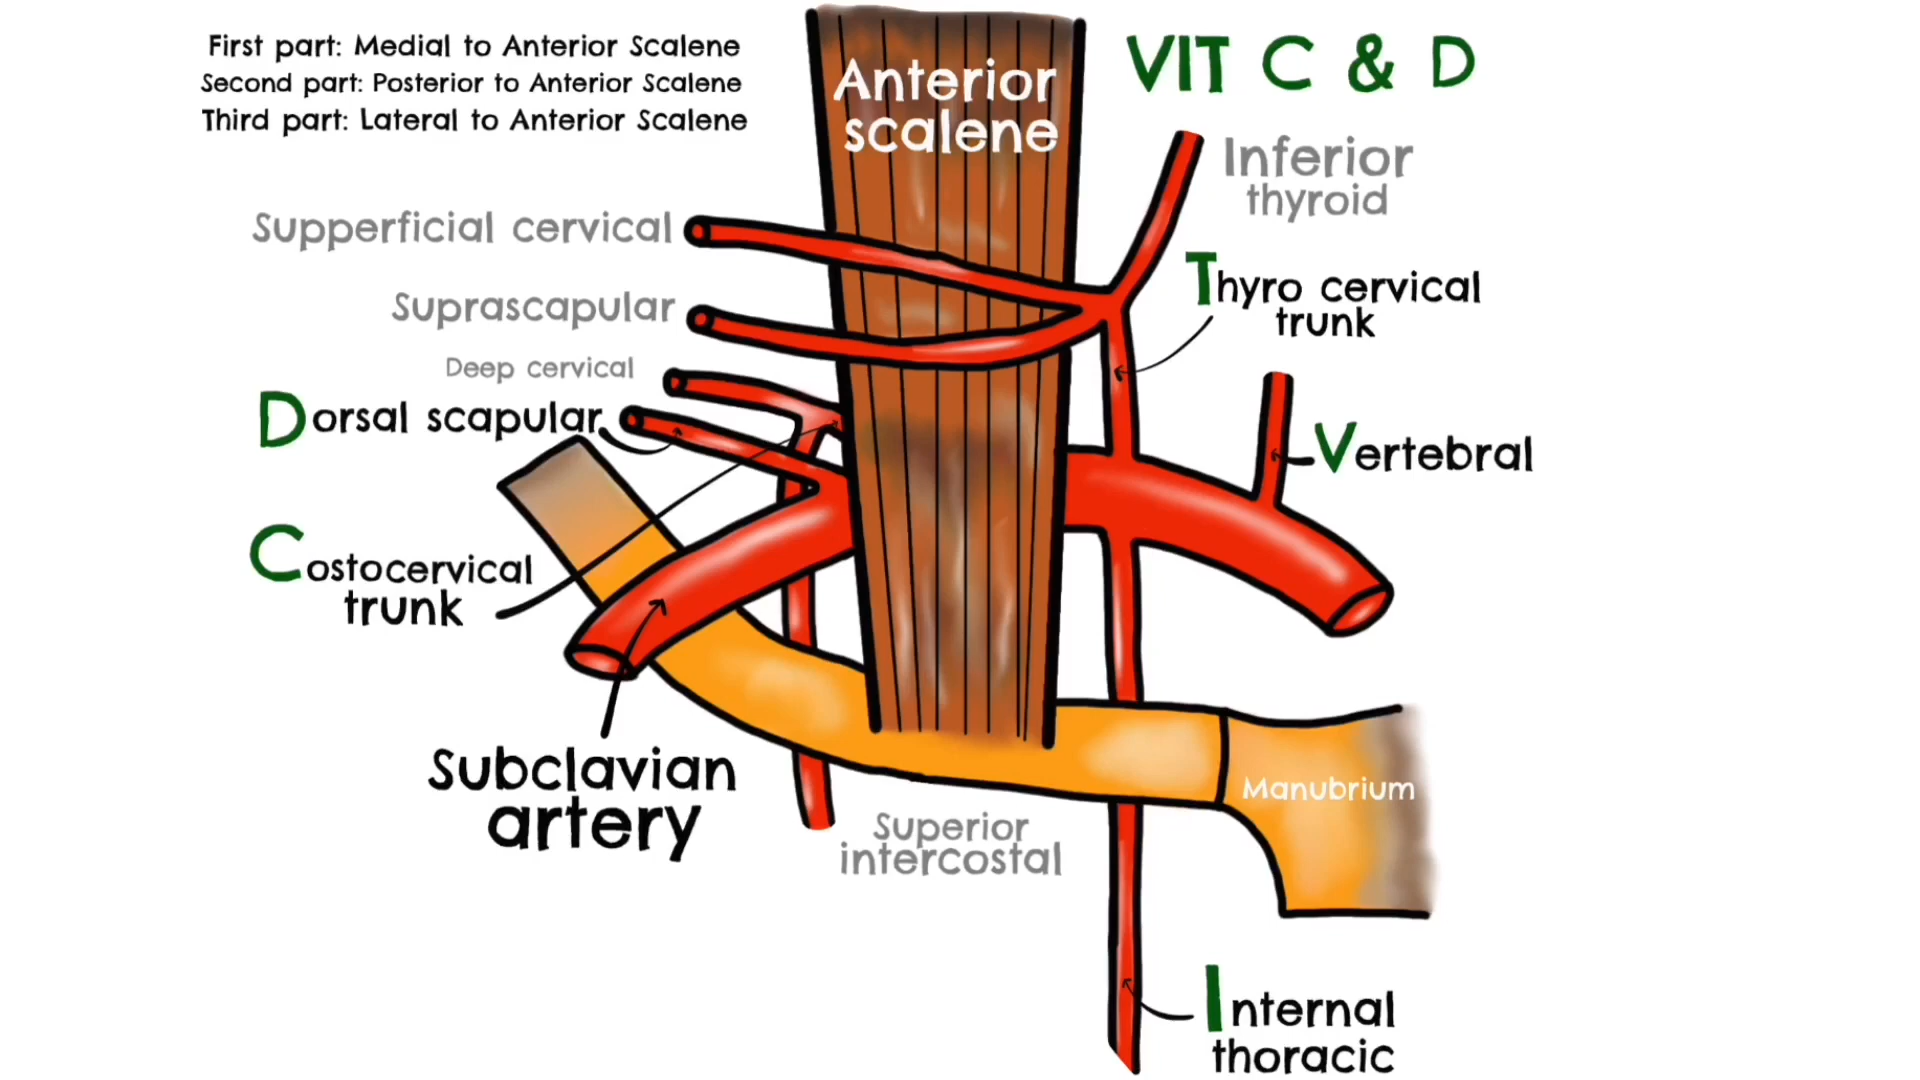 First part: Medial to Anterior Scalene
Second part: Posterior to Anterior Scalene
Third part: Lateral to Anterior Scalene
Anterior
scalene
VIT C & D
Inferior
thyroid
Supperficial cervical
Thyro cervical
trunk
Suprascapular
Deep cervical
Dorsal scapular
Vertebral
Costocervical
trunk
Subclavian
artery
Manubrium
Superior
intercostal
Internal
thoracic